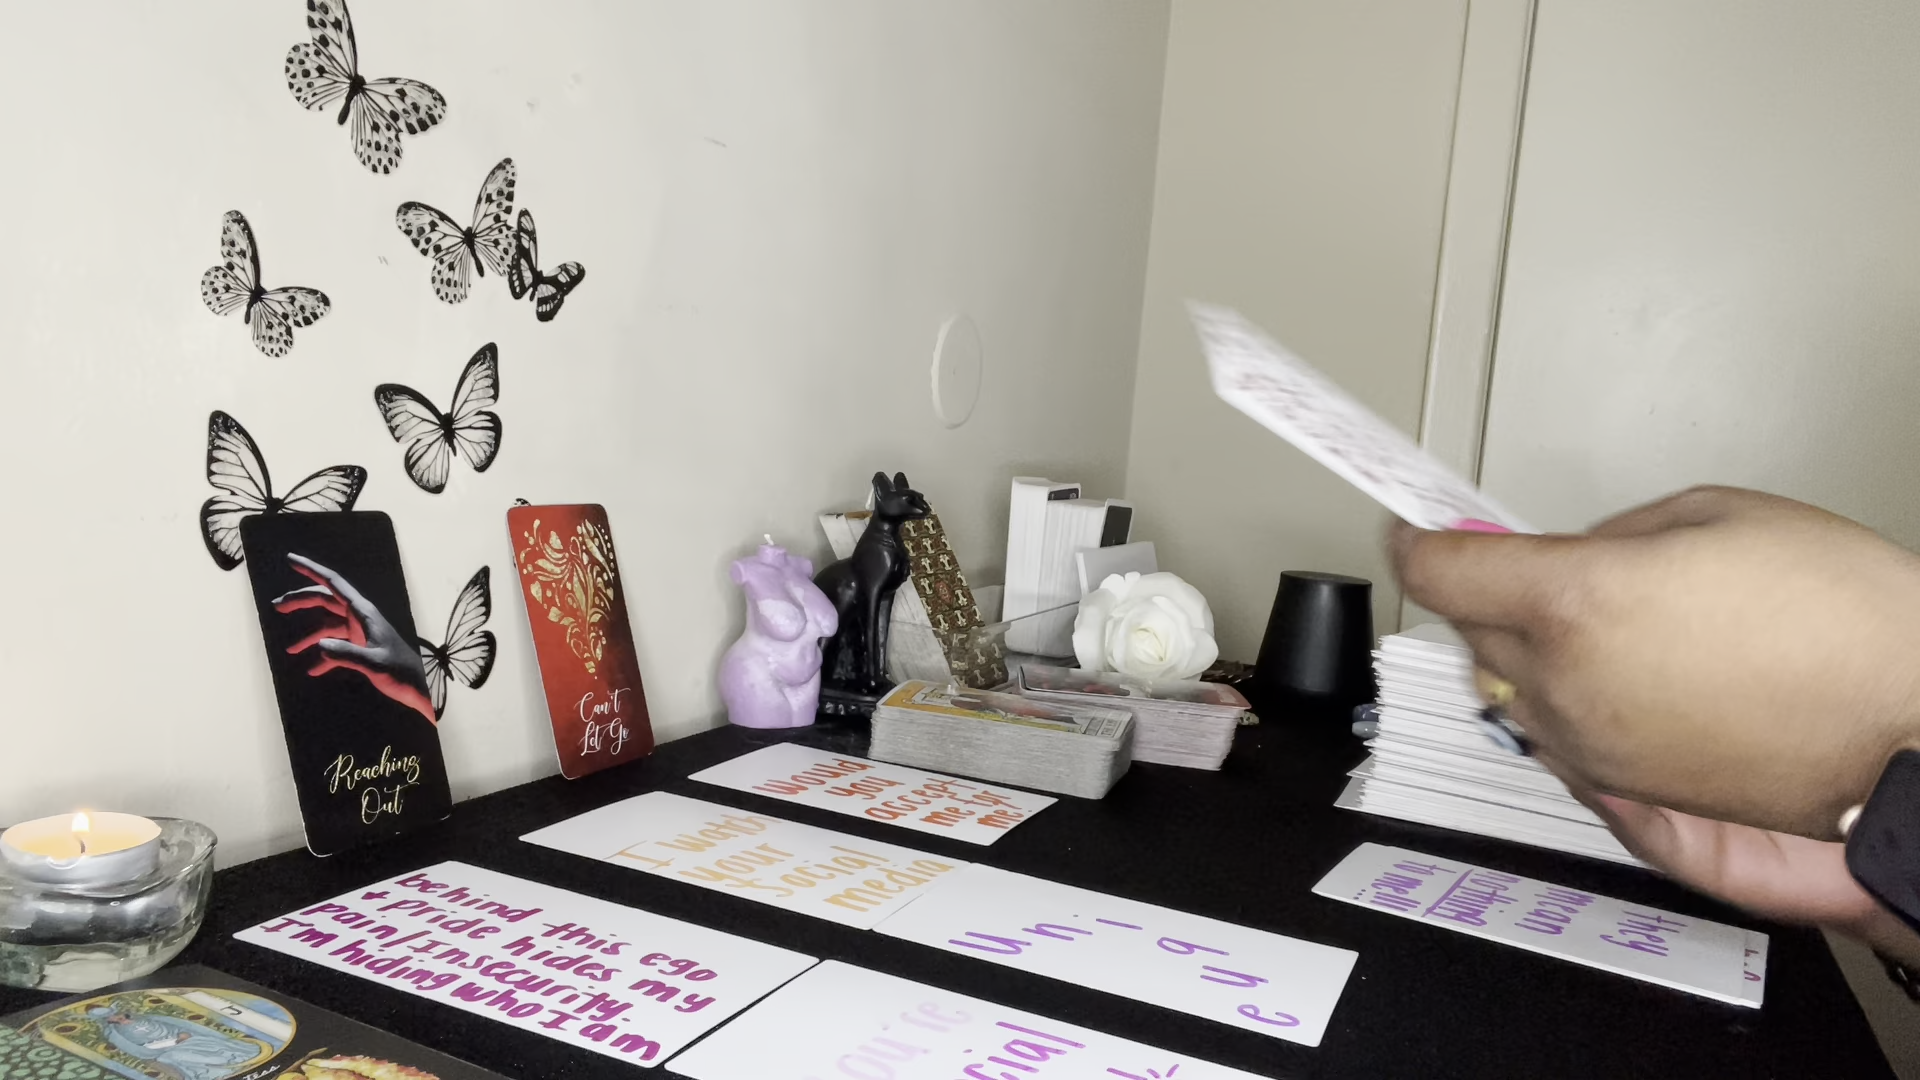 Reaching
Out
Can't
Let Go
Would
you
accept
me for
me?
I watch
your
social
media
behind this ego
+ pride hides my
pain/Insecurity.
I'm hiding who I am
unique
they
mean
nothing
to me!!!